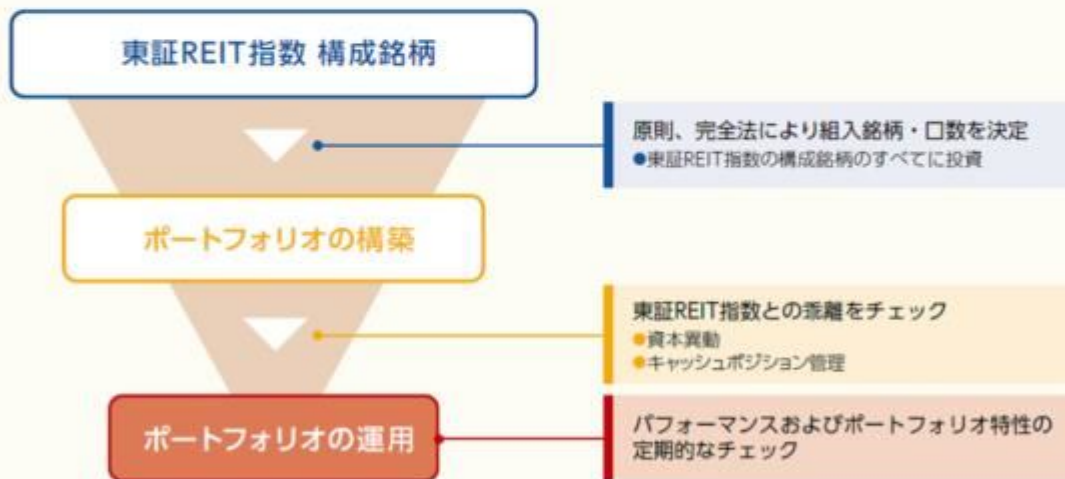 東証REIT指数 構成銘柄
原則、完全法により組入銘柄・口数を決定
●東証REIT指数の構成銘柄のすべてに投資
ポートフォリオの構築
東証REIT指数との乖離をチェック
●資本異動
●キャッシュポジション管理
ポートフォリオの運用
パフォーマンスおよびポートフォリオ特性の
定期的なチェック